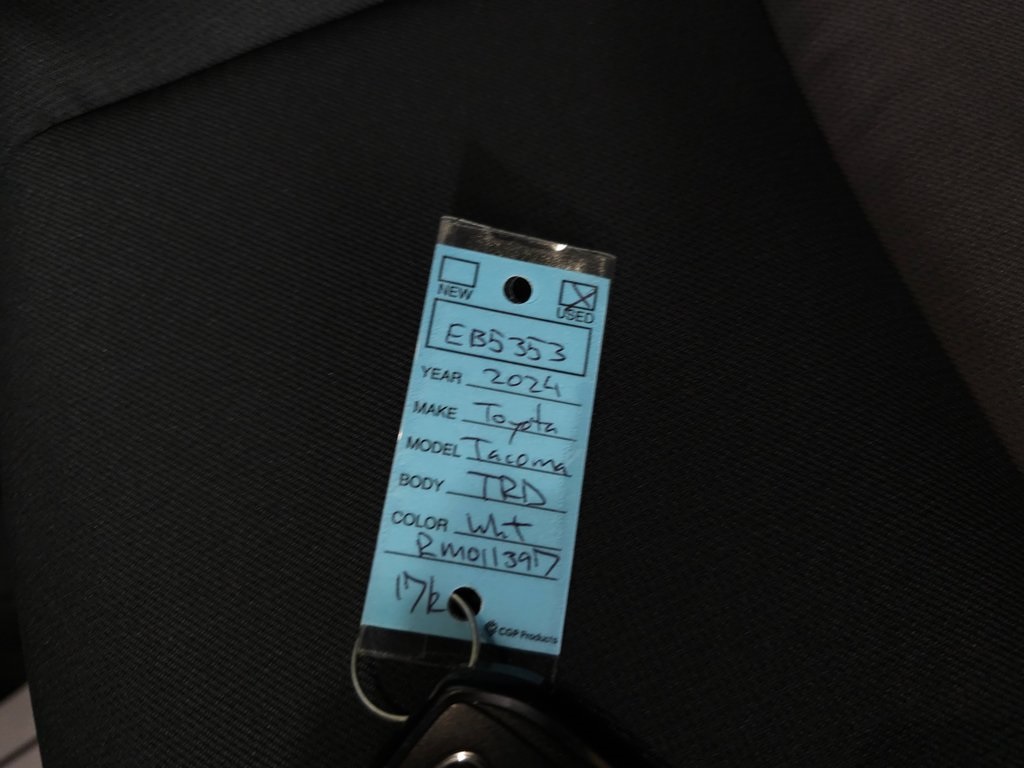 NEW USED
EB5353
YEAR 2024
MAKE Toyota
MODEL Tacoma
BODY TRD
COLOR Wht
RM011397
17k
CGP Products